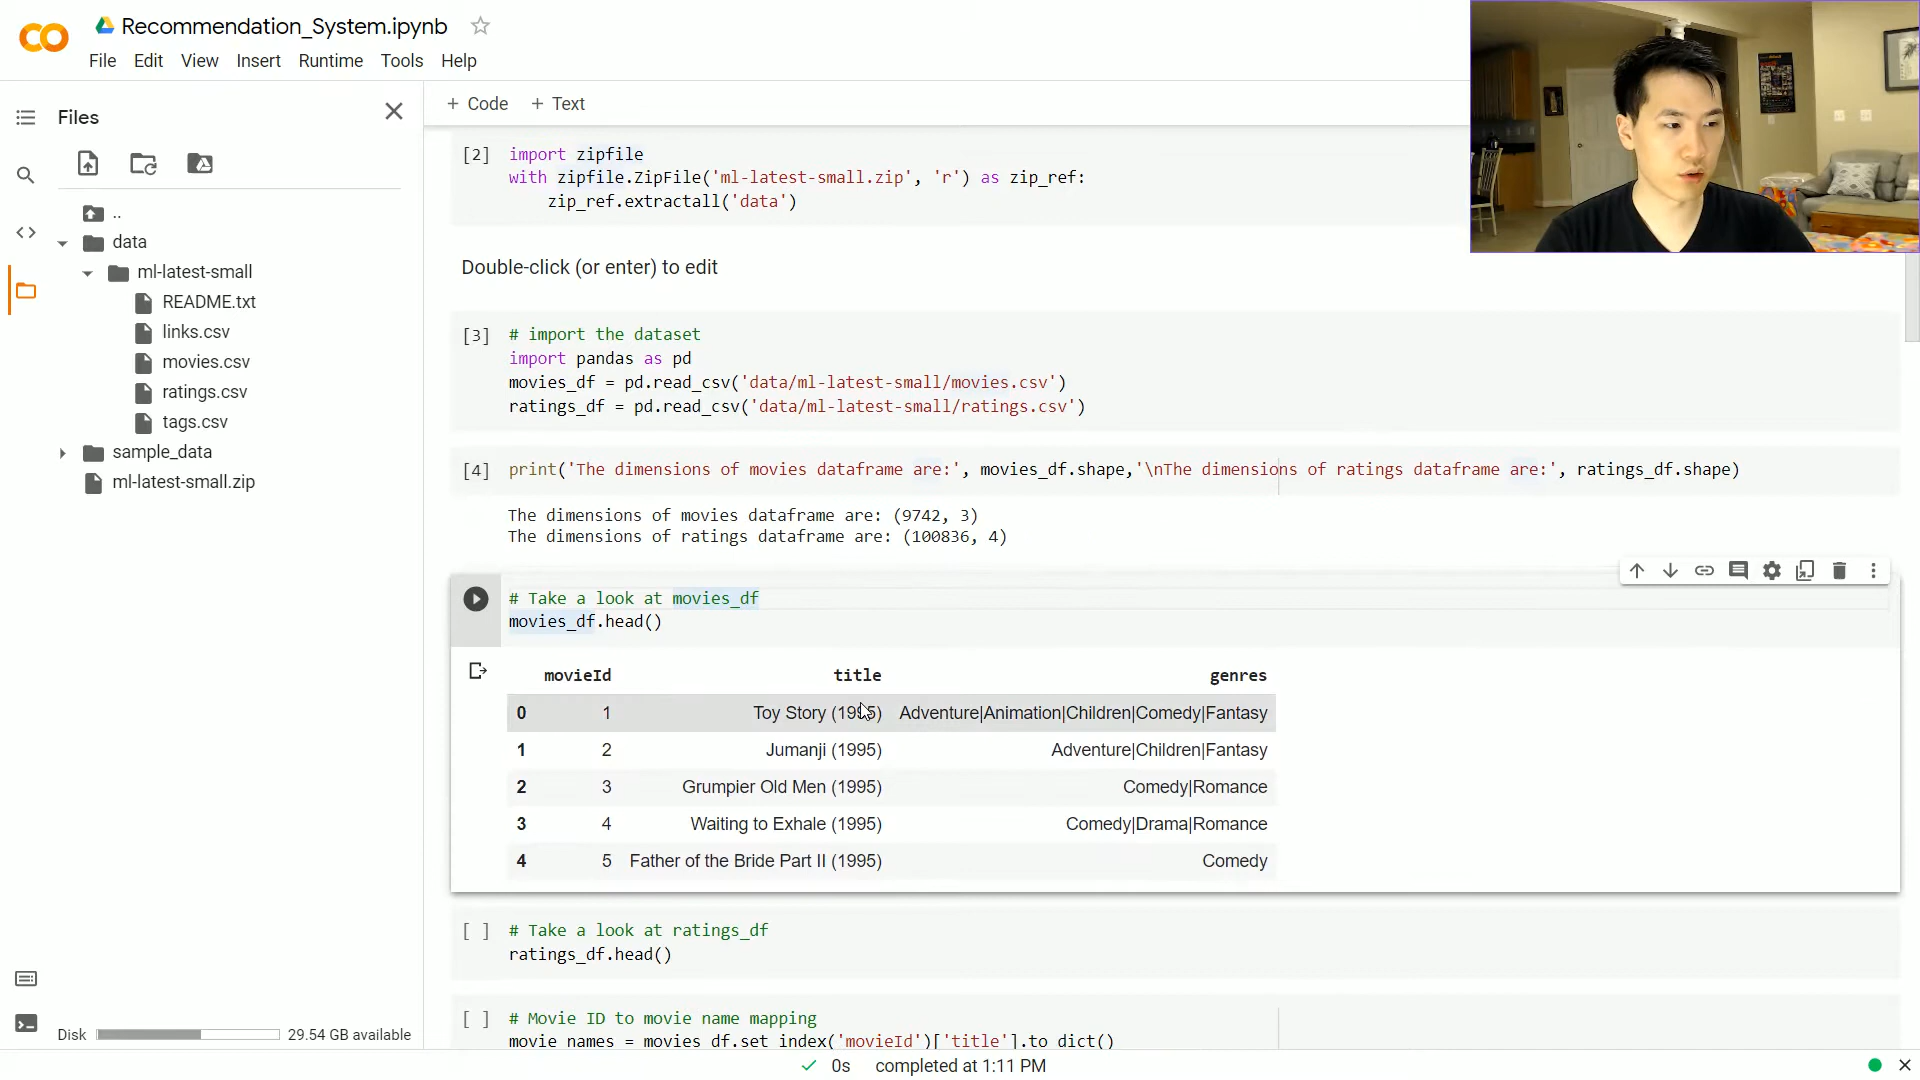 CO
Recommendation_System.ipynb
File Edit View Insert Runtime Tools Help
+ Code + Text
Files
..
data
ml-latest-small
README.txt
links.csv
movies.csv
ratings.csv
tags.csv
sample_data
ml-latest-small.zip
Disk 29.54 GB available
[2] import zipfile
with zipfile.ZipFile('ml-latest-small.zip', 'r') as zip_ref:
zip_ref.extractall('data')
Double-click (or enter) to edit
[3] # import the dataset
import pandas as pd
movies_df = pd.read_csv('data/ml-latest-small/movies.csv')
ratings_df = pd.read_csv('data/ml-latest-small/ratings.csv')
[4] print('The dimensions of movies dataframe are:', movies_df.shape,'\nThe dimensions of ratings dataframe are:', ratings_df.shape)
The dimensions of movies dataframe are: (9742, 3)
The dimensions of ratings dataframe are: (100836, 4)
# Take a look at movies_df
movies_df.head()
movieId title genres
0 1 Toy Story (1995) Adventure|Animation|Children|Comedy|Fantasy
1 2 Jumanji (1995) Adventure|Children|Fantasy
2 3 Grumpier Old Men (1995) Comedy|Romance
3 4 Waiting to Exhale (1995) Comedy|Drama|Romance
4 5 Father of the Bride Part II (1995) Comedy
[ ] # Take a look at ratings_df
ratings_df.head()
[ ] # Movie ID to movie name mapping
movie_names = movies_df.set_index('movieId')['title'].to_dict()
0s completed at 1:11 PM